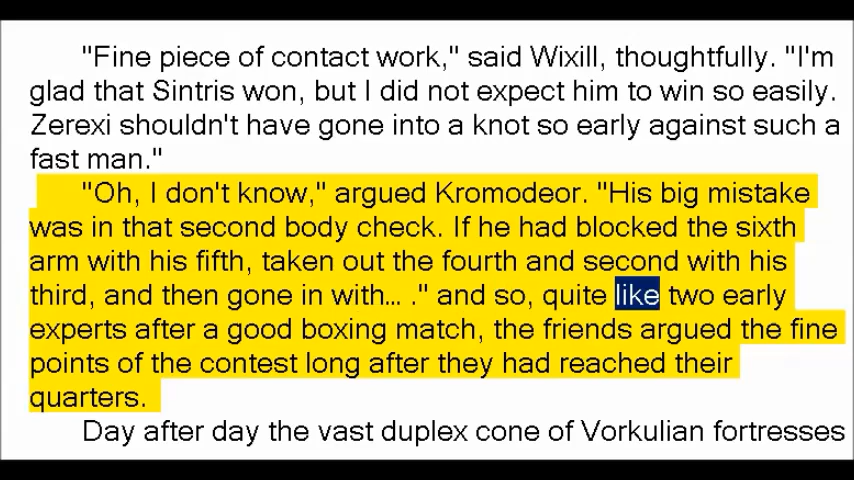 "Fine piece of contact work," said Wixill, thoughtfully. "I'm
glad that Sintris won, but I did not expect him to win so easily.
Zerexi shouldn't have gone into a knot so early against such a
fast man."
"Oh, I don't know," argued Kromodeor. "His big mistake
was in that second body check. If he had blocked the sixth
arm with his fifth, taken out the fourth and second with his
third, and then gone in with... ." and so, quite like two early
experts after a good boxing match, the friends argued the fine
points of the contest long after they had reached their
quarters.
Day after day the vast duplex cone of Vorkulian fortresses